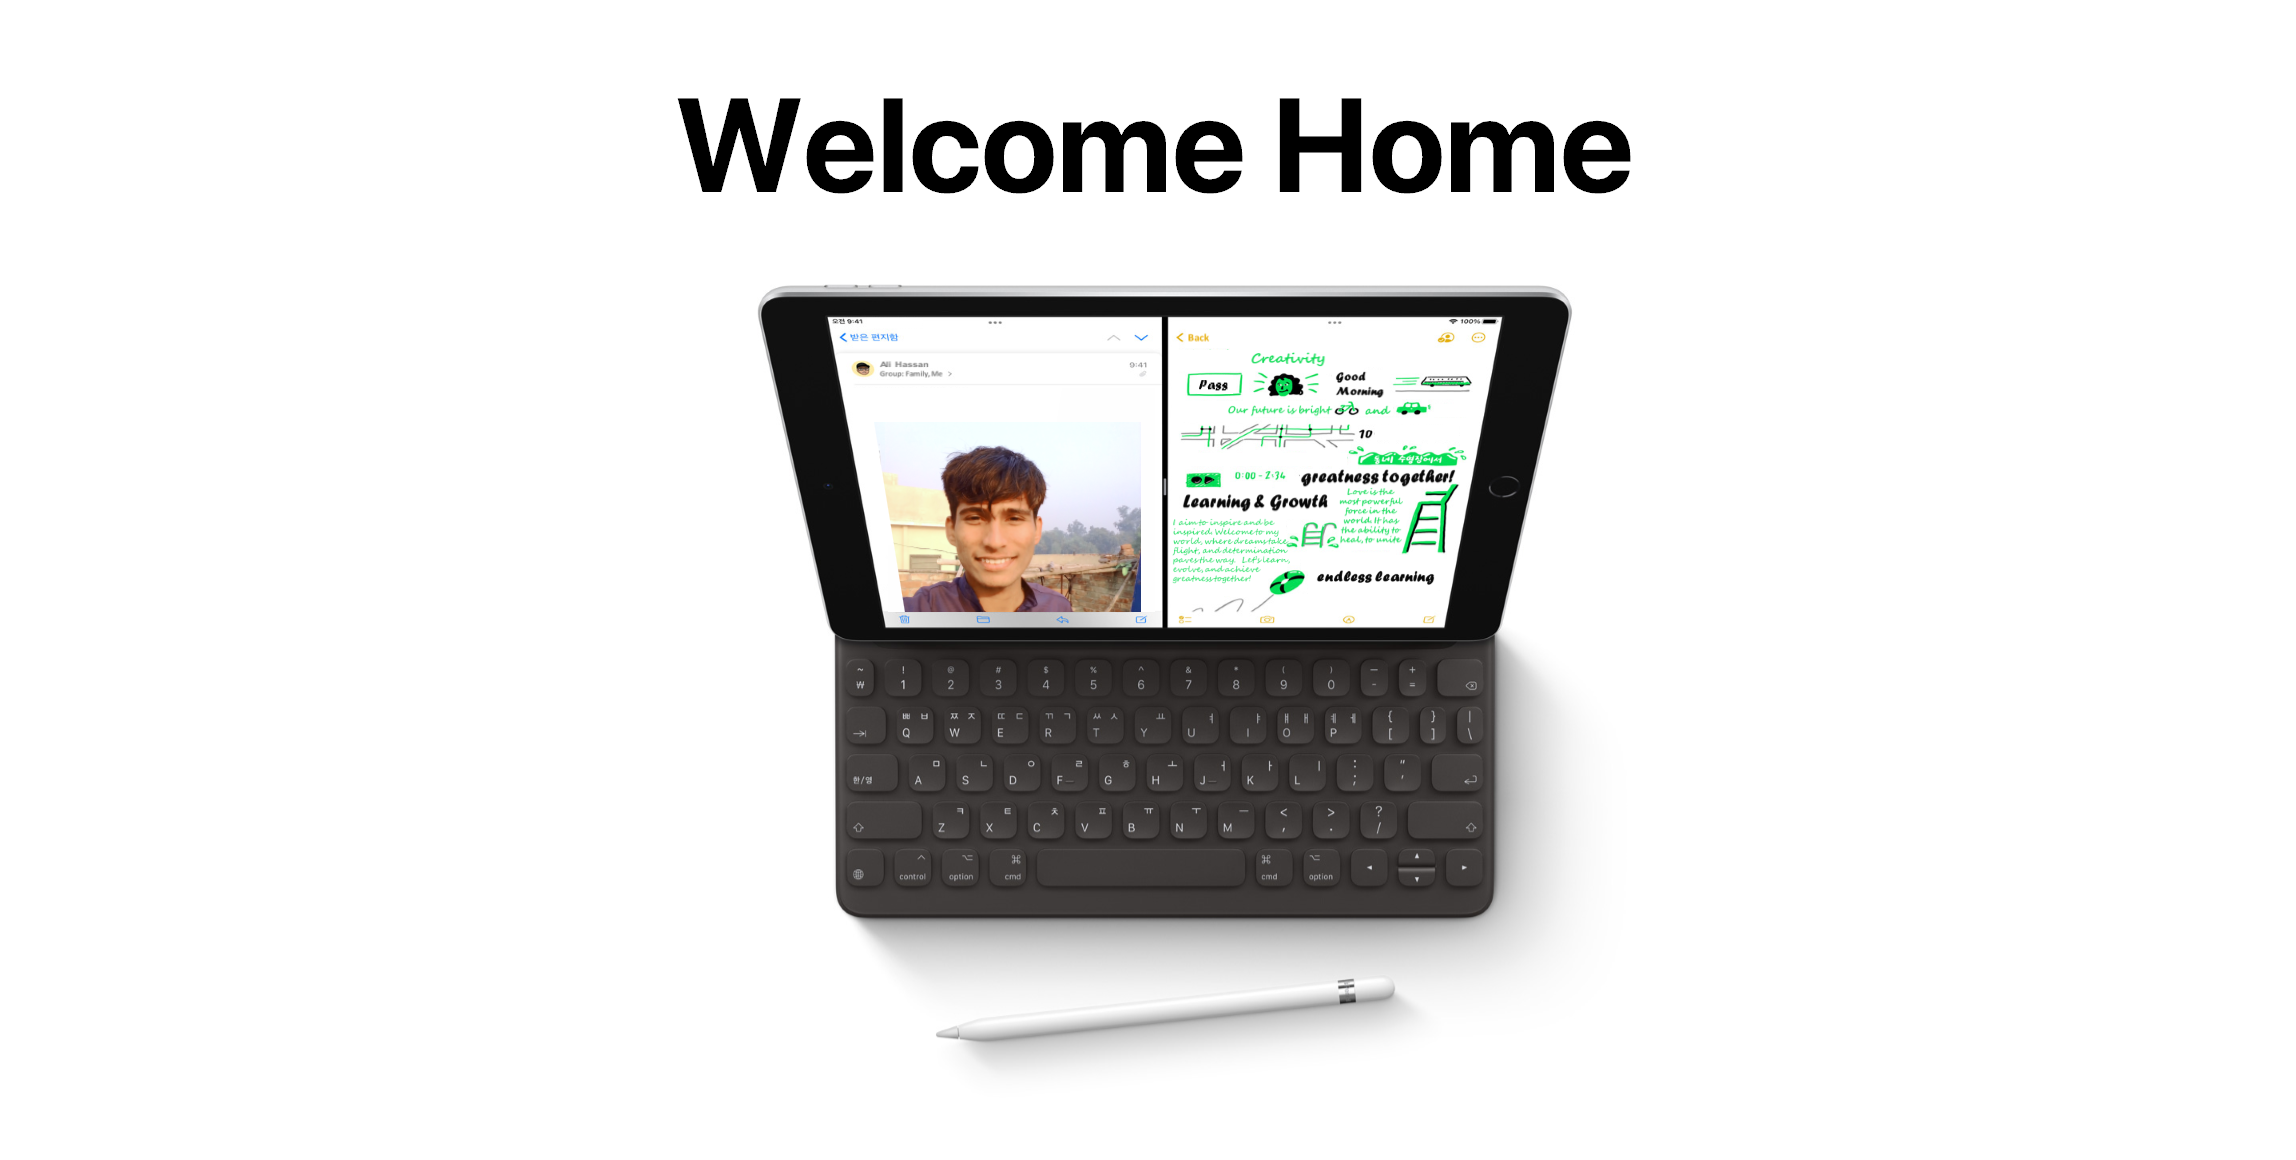 Welcome Home
오전 9:41
받은 편지함
Ali Hassan
Group: Family, Me >
9:41
100%
Back
Creativity
Pass
Good
Morning
Our future is bright and
10
greatness together!
0:00 - 2:34
Learning & Growth
Love is the
most powerful
force in the
world. It has
the ability to
heal, to unite
I aim to inspire and be
inspired. Welcome to my
world, where dreams take
flight, and determination
paves the way. Let's learn,
evolve, and achieve
greatness together!
endless learning
~ ! @ # $ % ^ & * ( ) — +
₩ 1 2 3 4 5 6 7 8 9 0 - =
ㅃ ㅂ ㅉ ㅈ ㄸ ㄷ ㄲ ㄱ ㅆ ㅅ ㅛ ㅕ ㅑ ㅒ ㅐ ㅖ ㅔ { } |
Q W E R T Y U I O P [ ] \
ㅁ ㄴ ㅇ ㄹ ㅎ ㅗ ㅓ ㅏ ㅣ : "
한/영 A S D F G H J K L ; '
ㅋ ㅌ ㅊ ㅍ ㅠ ㅜ ㅡ < > ?
Z X C V B N M , . /
control option cmd cmd option